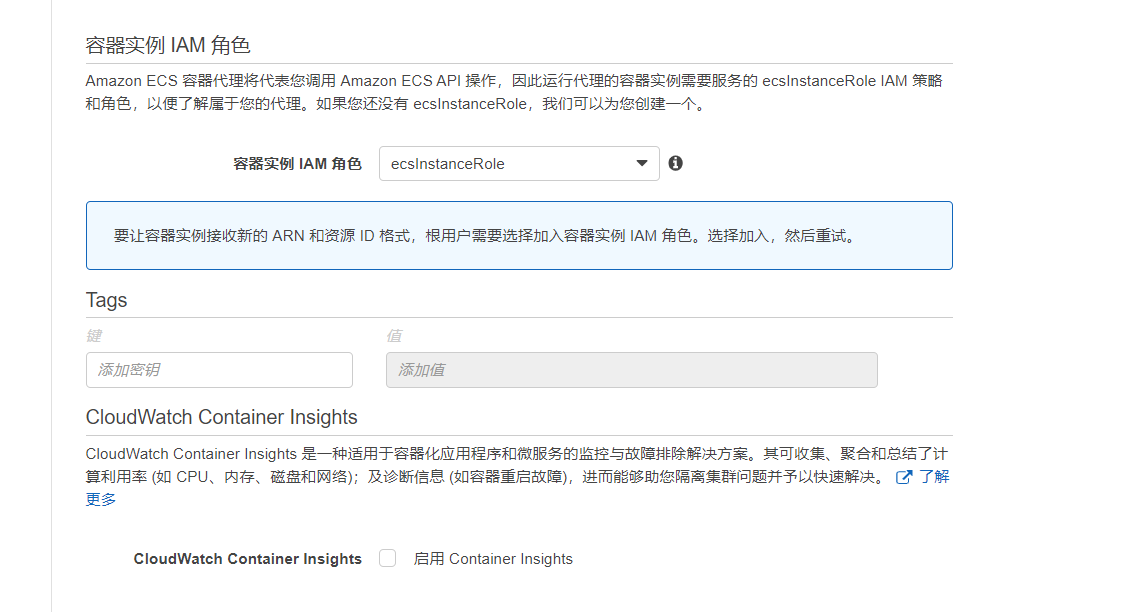 容器实例 IAM 角色
Amazon ECS 容器代理将代表您调用 Amazon ECS API 操作，因此运行代理的容器实例需要服务的 ecsInstanceRole IAM 策略
和角色，以便了解属于您的代理。如果您还没有 ecsInstanceRole，我们可以为您创建一个。
容器实例 IAM 角色 ecsInstanceRole
要让容器实例接收新的 ARN 和资源 ID 格式，根用户需要选择加入容器实例 IAM 角色。选择加入，然后重试。
Tags
键 值
添加密钥 添加值
CloudWatch Container Insights
CloudWatch Container Insights 是一种适用于容器化应用程序和微服务的监控与故障排除解决方案。其可收集、聚合和总结了计
算利用率 (如 CPU、内存、磁盘和网络)；及诊断信息 (如容器重启故障)，进而能够助您隔离集群问题并予以快速解决。 了解
更多
CloudWatch Container Insights 启用 Container Insights